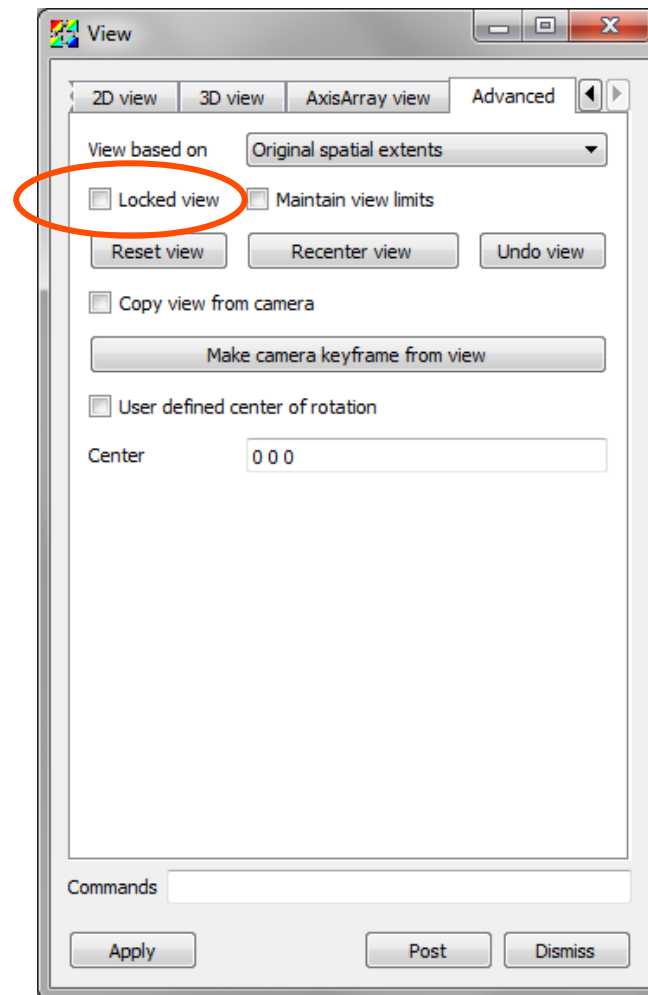 View
2D view 3D view AxisArray view Advanced
View based on Original spatial extents
Locked view Maintain view limits
Reset view Recenter view Undo view
Copy view from camera
Make camera keyframe from view
User defined center of rotation
Center 0 0 0
Commands
Apply Post Dismiss